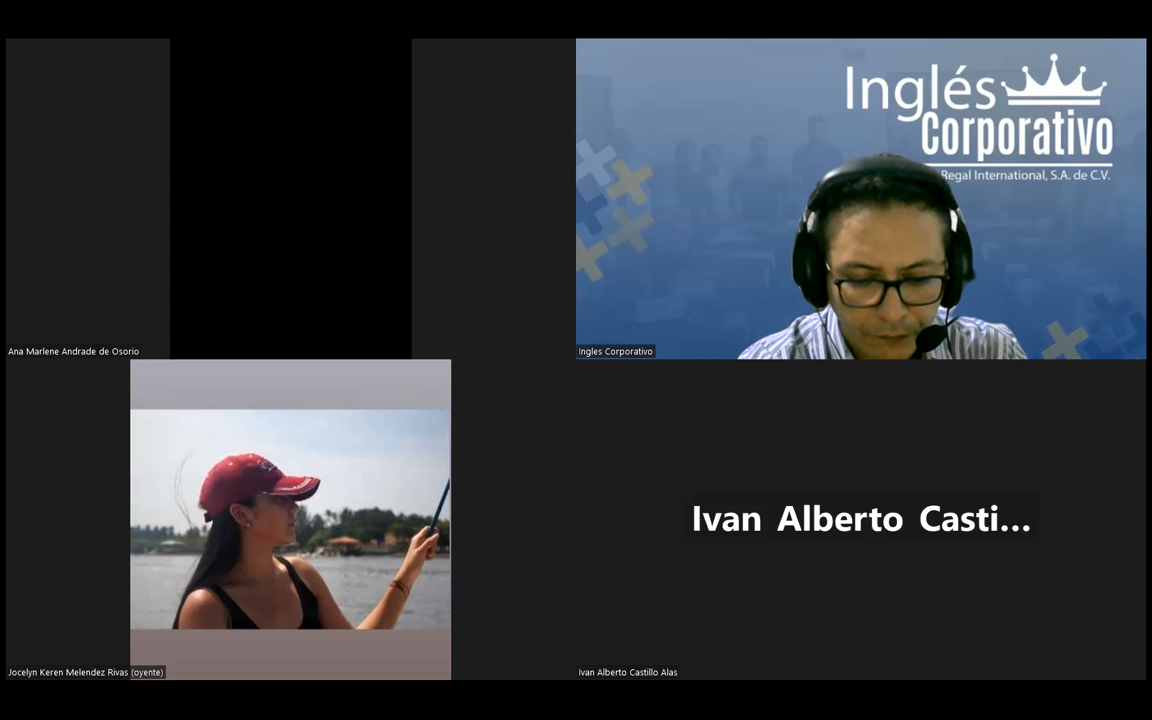 Inglés
Corporativo
Regal International, S.A. de C.V.
Ana Marlene Andrade de Osorio
Ingles Corporativo
Ivan Alberto Casti...
Jocelyn Keren Melendez Rivas (oyente)
Ivan Alberto Castillo Alas